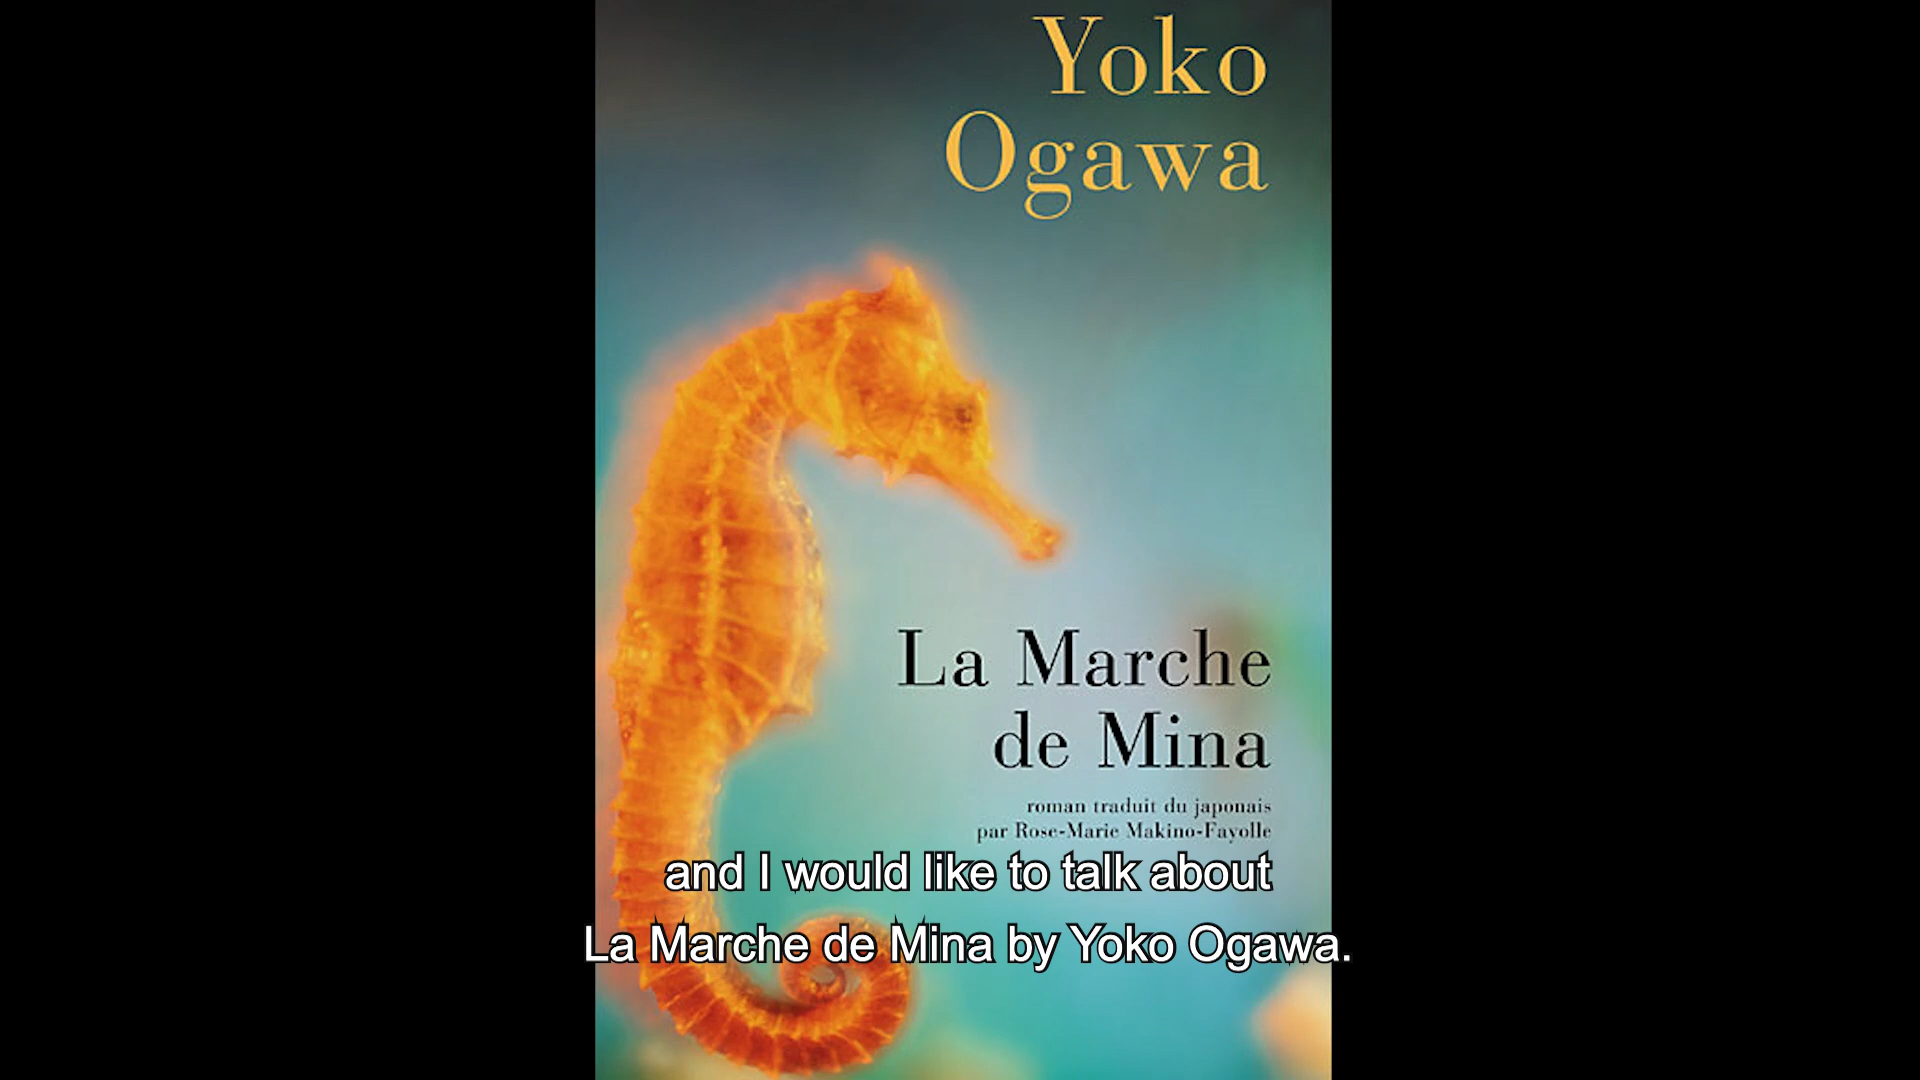 Yoko
Ogawa
La Marche
de Mina
roman traduit du japonais
par Rose-Marie Makino-Fayolle
and I would like to talk about
La Marche de Mina by Yoko Ogawa.